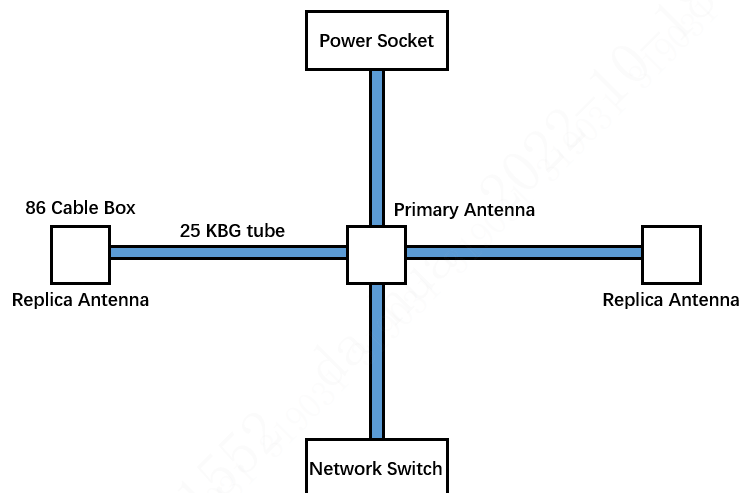 Power Socket
86 Cable Box
25 KBG tube
Primary Antenna
Replica Antenna
Replica Antenna
Network Switch